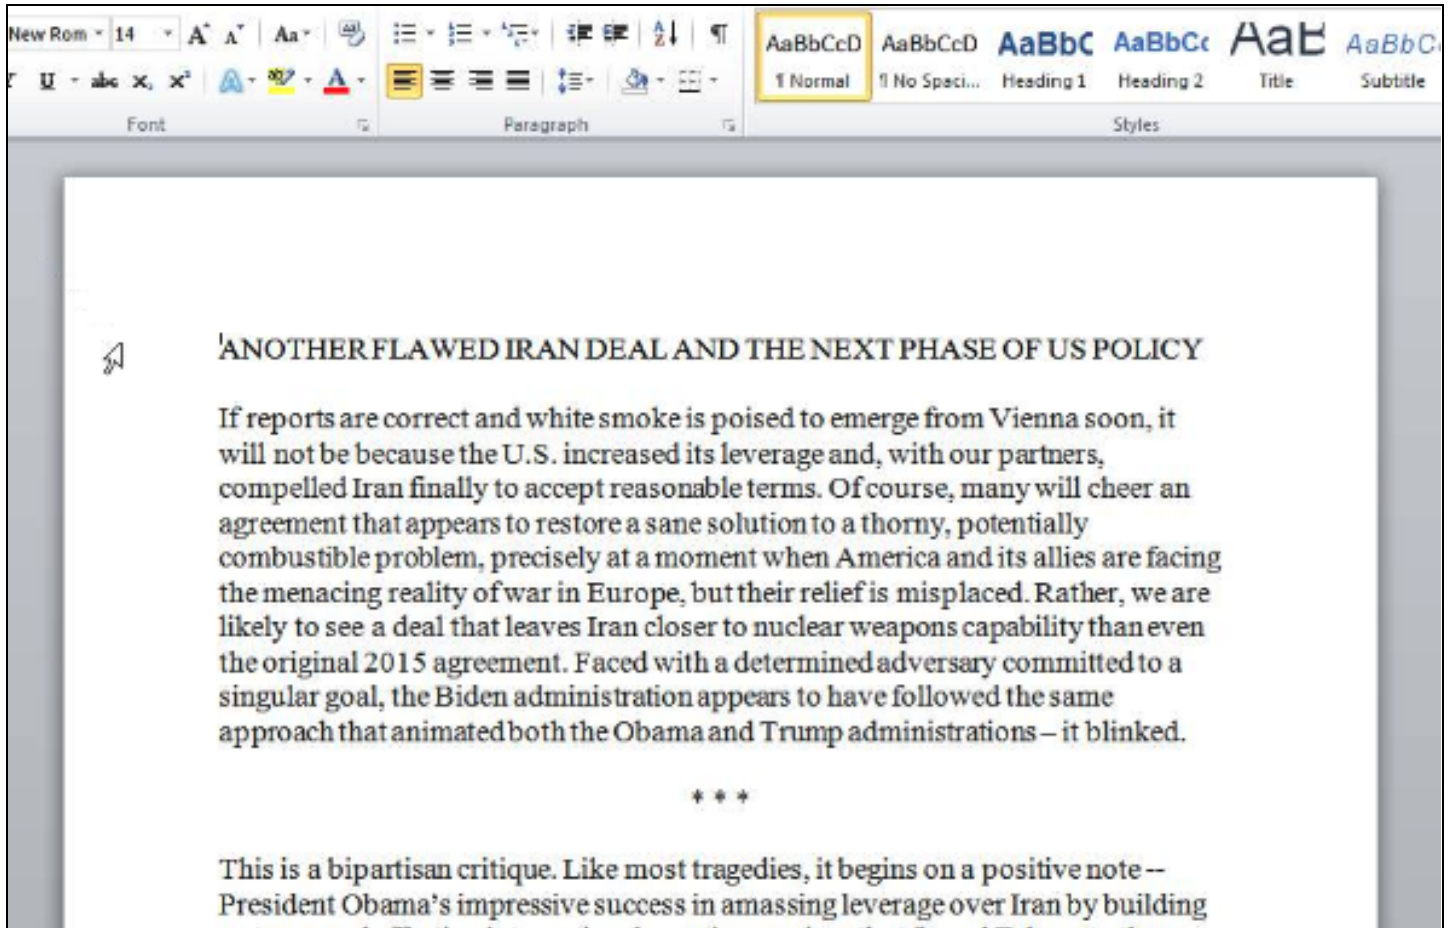 New Rom 14 A A Aa
U abc x, x² A ab A
Font Paragraph Styles
AaBbCcD AaBbCcD AaBbC AaBbCc AaB AaBbC
¶ Normal ¶ No Spaci... Heading 1 Heading 2 Title Subtitle
ANOTHER FLAWED IRAN DEAL AND THE NEXT PHASE OF US POLICY
If reports are correct and white smoke is poised to emerge from Vienna soon, it
will not be because the U.S. increased its leverage and, with our partners,
compelled Iran finally to accept reasonable terms. Of course, many will cheer an
agreement that appears to restore a sane solution to a thorny, potentially
combustible problem, precisely at a moment when America and its allies are facing
the menacing reality of war in Europe, but their relief is misplaced. Rather, we are
likely to see a deal that leaves Iran closer to nuclear weapons capability than even
the original 2015 agreement. Faced with a determined adversary committed to a
singular goal, the Biden administration appears to have followed the same
approach that animated both the Obama and Trump administrations – it blinked.
* * *
This is a bipartisan critique. Like most tragedies, it begins on a positive note --
President Obama's impressive success in amassing leverage over Iran by building